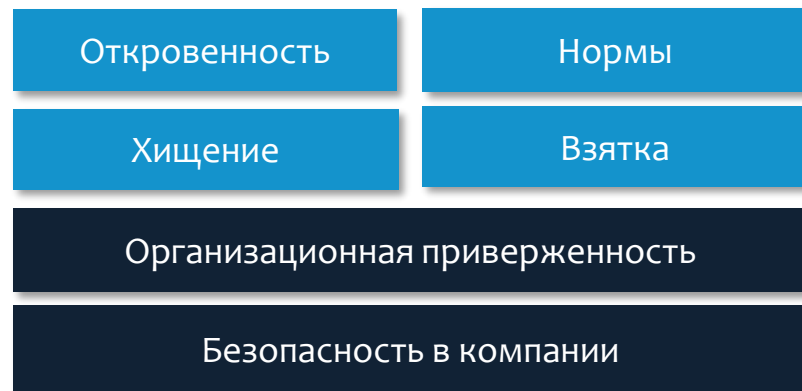 Откровенность
Нормы
Хищение
Взятка
Организационная приверженность
Безопасность в компании